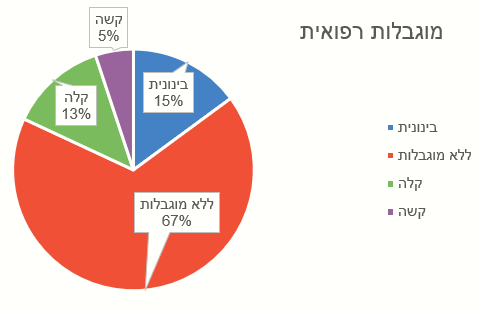 מוגבלות רפואית
קשה
5%
בינונית
15%
קלה
13%
ללא מוגבלות
67%
בינונית
ללא מוגבלות
קלה
קשה